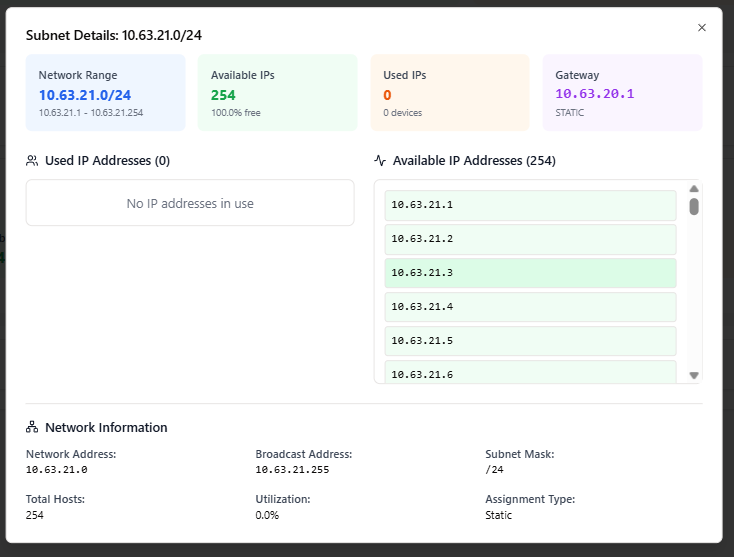 Subnet Details: 10.63.21.0/24
Network Range
10.63.21.0/24
10.63.21.1 - 10.63.21.254
Available IPs
254
100.0% free
Used IPs
0
0 devices
Gateway
10.63.20.1
STATIC
Used IP Addresses (0)
No IP addresses in use
Available IP Addresses (254)
10.63.21.1
10.63.21.2
10.63.21.3
10.63.21.4
10.63.21.5
10.63.21.6
Network Information
Network Address:
10.63.21.0
Broadcast Address:
10.63.21.255
Subnet Mask:
/24
Total Hosts:
254
Utilization:
0.0%
Assignment Type:
Static